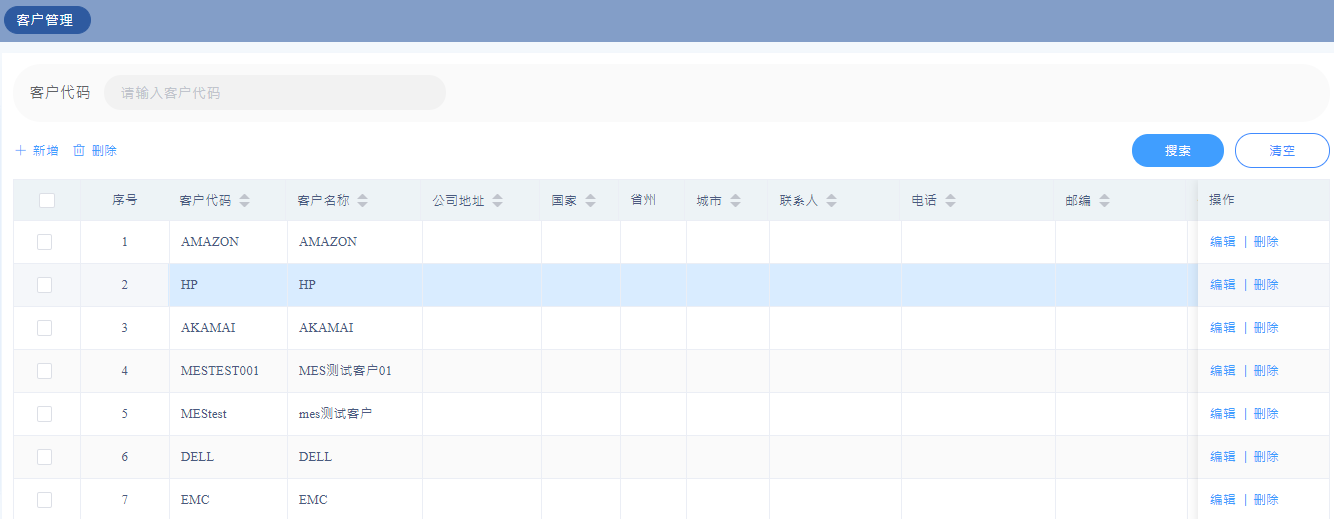 客户管理
客户代码 请输入客户代码
新增 删除 搜索 清空
序号 客户代码 客户名称 公司地址 国家 省州 城市 联系人 电话 邮编 操作
1 AMAZON AMAZON 编辑 | 删除
2 HP HP 编辑 | 删除
3 AKAMAI AKAMAI 编辑 | 删除
4 MESTEST001 MES测试客户01 编辑 | 删除
5 MEStest mes测试客户 编辑 | 删除
6 DELL DELL 编辑 | 删除
7 EMC EMC 编辑 | 删除